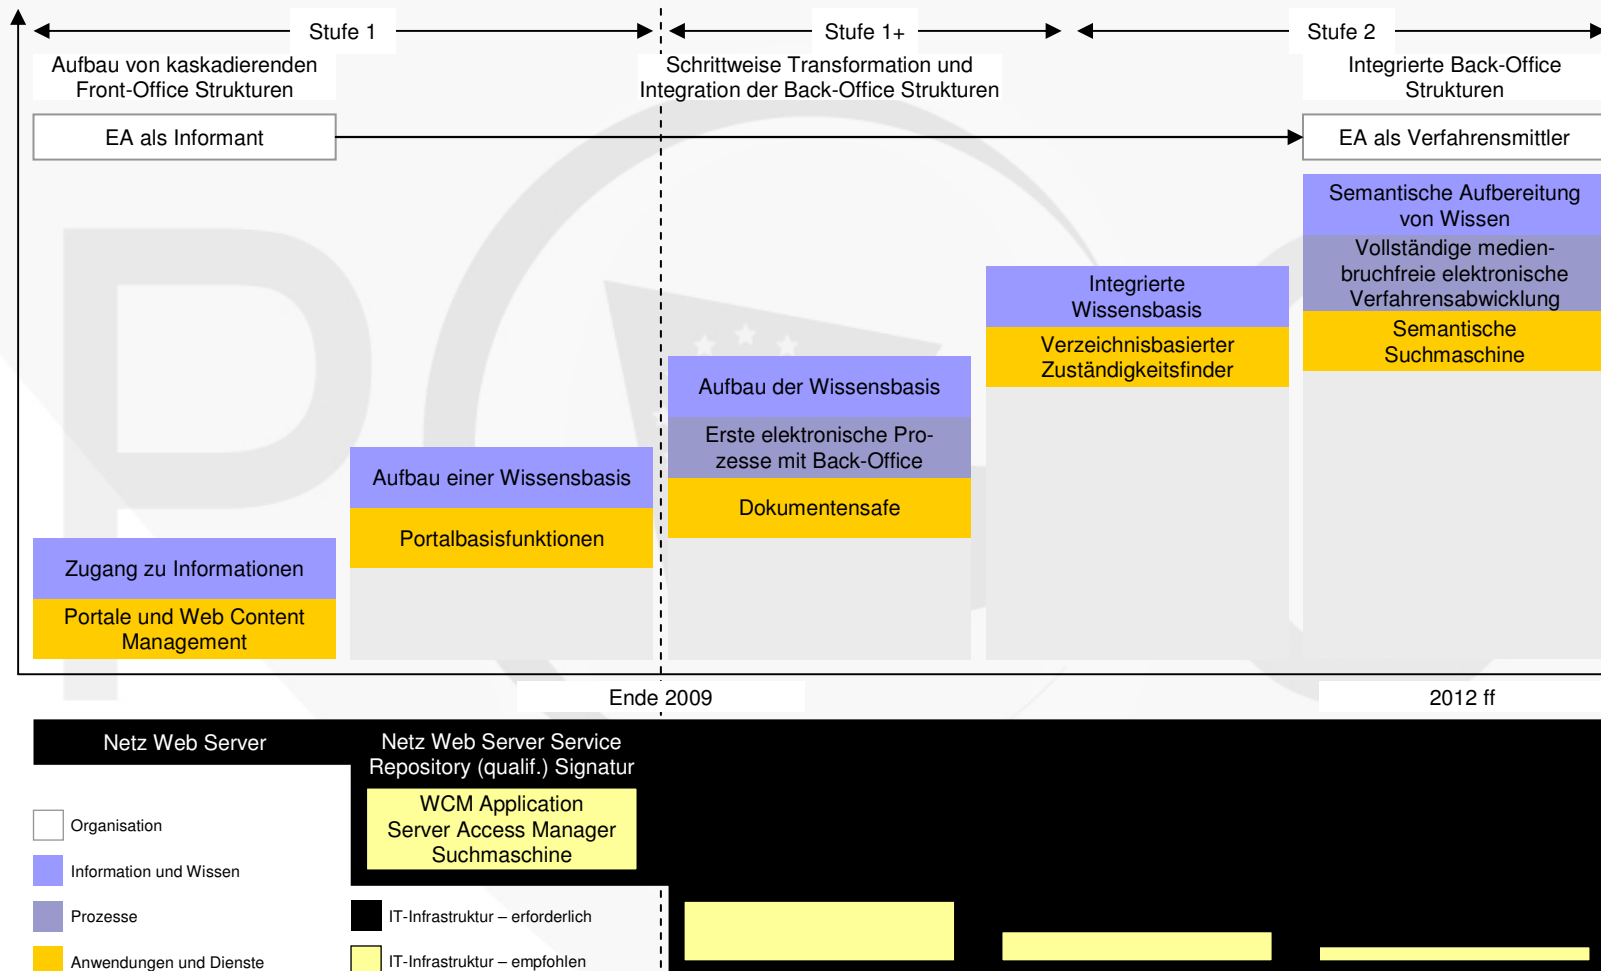 Stufe 1
Stufe 1+
Stufe 2
Aufbau von kaskadierenden
Front-Office Strukturen
Schrittweise Transformation und
Integration der Back-Office Strukturen
Integrierte Back-Office
Strukturen
EA als Informant
EA als Verfahrensmittler
Semantische Aufbereitung
von Wissen
Vollständige medien-
bruchfreie elektronische
Verfahrensabwicklung
Semantische
Suchmaschine
Integrierte
Wissensbasis
Verzeichnisbasierter
Zuständigkeitsfinder
Aufbau der Wissensbasis
Erste elektronische Pro-
zesse mit Back-Office
Dokumentensafe
Aufbau einer Wissensbasis
Portalbasisfunktionen
Zugang zu Informationen
Portale und Web Content
Management
Ende 2009
2012 ff
Netz Web Server
Netz Web Server Service
Repository (qualif.) Signatur
WCM Application
Server Access Manager
Suchmaschine
Organisation
Information und Wissen
Prozesse
Anwendungen und Dienste
IT-Infrastruktur – erforderlich
IT-Infrastruktur – empfohlen